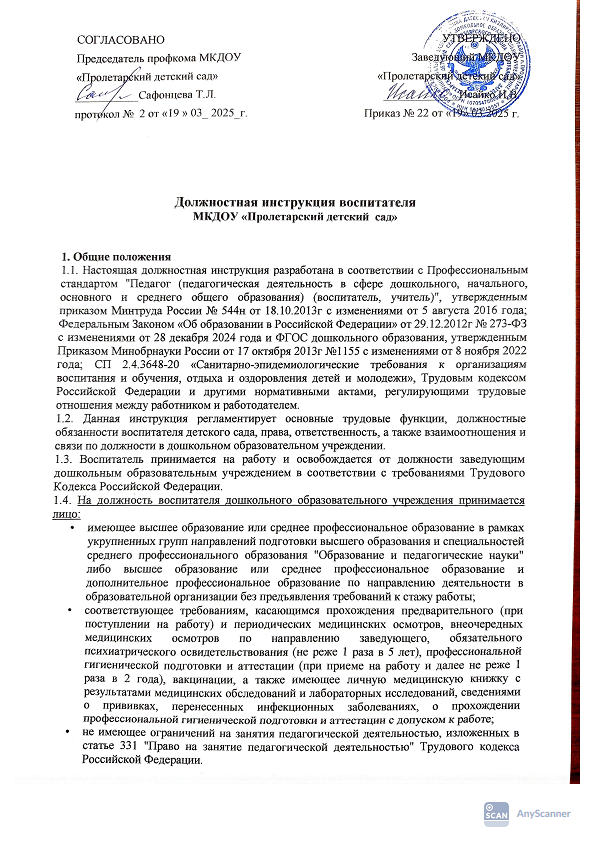 СОГЛАСОВАНО
Председатель профкома МКДОУ
«Пролетарский детский сад»
Сафонцева Т.Л.
протокол № 2 от «19 » 03_ 2025_г.
УТВЕРЖДЕНО
Заведующий МКДОУ
«Пролетарский детский сад»
Исайко И.В.
Приказ № 22 от «19» 03.2025 г.
Должностная инструкция воспитателя
МКДОУ «Пролетарский детский сад»
1. Общие положения
1.1. Настоящая должностная инструкция разработана в соответствии с Профессиональным
стандартом "Педагог (педагогическая деятельность в сфере дошкольного, начального,
основного и среднего общего образования) (воспитатель, учитель)", утвержденным
приказом Минтруда России № 544н от 18.10.2013г с изменениями от 5 августа 2016 года;
Федеральным Законом «Об образовании в Российской Федерации» от 29.12.2012г № 273-ФЗ
с изменениями от 28 декабря 2024 года и ФГОС дошкольного образования, утвержденным
Приказом Минобрнауки России от 17 октября 2013г №1155 с изменениями от 8 ноября 2022
года; СП 2.4.3648-20 «Санитарно-эпидемиологические требования к организациям
воспитания и обучения, отдыха и оздоровления детей и молодежи», Трудовым кодексом
Российской Федерации и другими нормативными актами, регулирующими трудовые
отношения между работником и работодателем.
1.2. Данная инструкция регламентирует основные трудовые функции, должностные
обязанности воспитателя детского сада, права, ответственность, а также взаимоотношения и
связи по должности в дошкольном образовательном учреждении.
1.3. Воспитатель принимается на работу и освобождается от должности заведующим
дошкольным образовательным учреждением в соответствии с требованиями Трудового
Кодекса Российской Федерации.
1.4. На должность воспитателя дошкольного образовательного учреждения принимается
лицо:
• имеющее высшее образование или среднее профессиональное образование в рамках
укрупненных групп направлений подготовки высшего образования и специальностей
среднего профессионального образования "Образование и педагогические науки"
либо высшее образование или среднее профессиональное образование и
дополнительное профессиональное образование по направлению деятельности в
образовательной организации без предъявления требований к стажу работы;
• соответствующее требованиям, касающимся прохождения предварительного (при
поступлении на работу) и периодических медицинских осмотров, внеочередных
медицинских осмотров по направлению заведующего, обязательного
психиатрического освидетельствования (не реже 1 раза в 5 лет), профессиональной
гигиенической подготовки и аттестации (при приеме на работу и далее не реже 1
раза в 2 года), вакцинации, а также имеющее личную медицинскую книжку с
результатами медицинских обследований и лабораторных исследований, сведениями
о прививках, перенесенных инфекционных заболеваниях, о прохождении
профессиональной гигиенической подготовки и аттестации с допуском к работе;
• не имеющее ограничений на занятия педагогической деятельностью, изложенных в
статье 331 "Право на занятие педагогической деятельностью" Трудового кодекса
Российской Федерации.
SCAN
AnyScanner